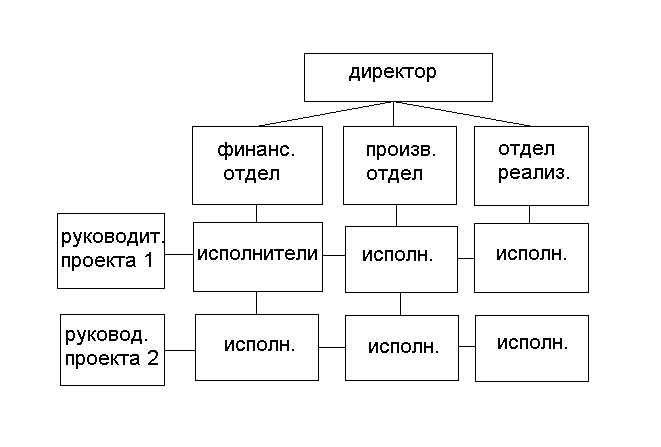 директор
финанс.
отдел
произв.
отдел
отдел
реализ.
руководит.
проекта 1
исполнители
исполн.
исполн.
руковод.
проекта 2
исполн.
исполн.
исполн.